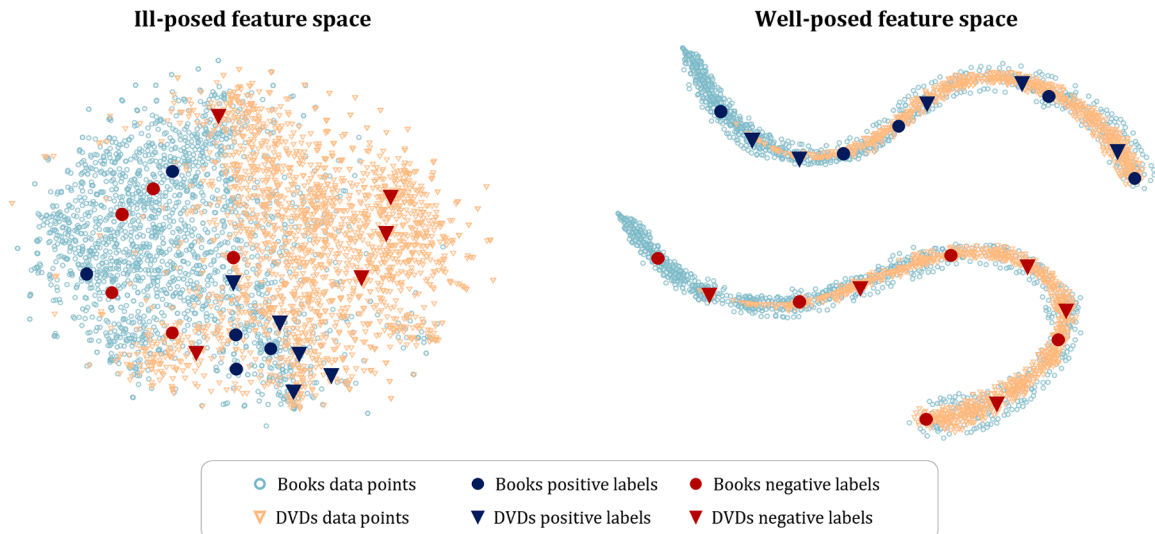 Ill-posed feature space
Well-posed feature space
Books data points
Books positive labels
Books negative labels
DVDs data points
DVDs positive labels
DVDs negative labels